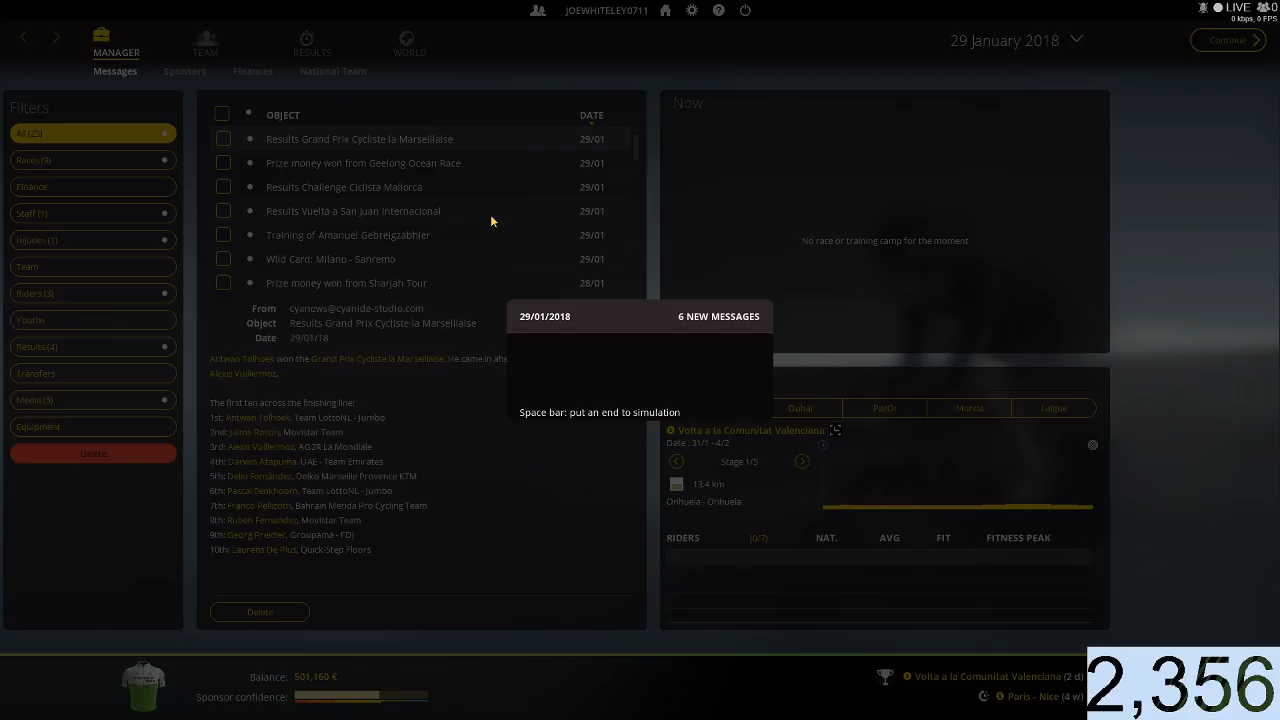 JOEWHITELEY0711
LIVE 0
0 kbps, 0 FPS
MANAGER
TEAM
RESULTS
WORLD
29 January 2018
Continue
Messages
Sponsors
Finances
National Team
Filters
All (23)
Races (9)
Finance
Staff (1)
Injuries (1)
Team
Riders (3)
Youths
Results (4)
Transfers
Media (5)
Equipment
Delete
OBJECT
DATE
Results Grand Prix Cycliste la Marseillaise 29/01
Prize money won from Geelong Ocean Race 29/01
Results Challenge Ciclista Mallorca 29/01
Results Vuelta a San Juan Internacional 29/01
Training of Amanuel Gebreigzabhier 29/01
Wild Card: Milano - Sanremo 29/01
Prize money won from Sharjah Tour 28/01
From cyanews@cyanide-studio.com
Object Results Grand Prix Cycliste la Marseillaise
Date 29/01/18
Antwan Tolhoek won the Grand Prix Cycliste la Marseillaise. He came in ahe
Alexis Vuillermoz.
The first ten across the finishing line:
1st: Antwan Tolhoek, Team LottoNL - Jumbo
2nd: Jaime Roson, Movistar Team
3rd: Alexis Vuillermoz, AG2R La Mondiale
4th: Darwin Atapuma, UAE - Team Emirates
5th: Delio Fernández, Delko Marseille Provence KTM
6th: Pascal Eenkhoorn, Team LottoNL - Jumbo
7th: Franco Pellizotti, Bahrain Menda Pro Cycling Team
8th: Ruben Fernandez, Movistar Team
9th: Georg Preidler, Groupama - FDJ
10th: Laurens De Plus, Quick-Step Floors
Delete
29/01/2018 6 NEW MESSAGES
Space bar: put an end to simulation
Now
No race or training camp for the moment
Dubai
PazOr
Murcia
Laigue
Volta a la Comunitat Valenciana
Date : 31/1 - 4/2
Stage 1/5
13.4 km
Orihuela - Orihuela
RIDERS (0/7) NAT. AVG FIT FITNESS PEAK
Balance: 501,160 €
Sponsor confidence:
Volta a la Comunitat Valenciana (2 d)
Paris - Nice (4 w)
2,356